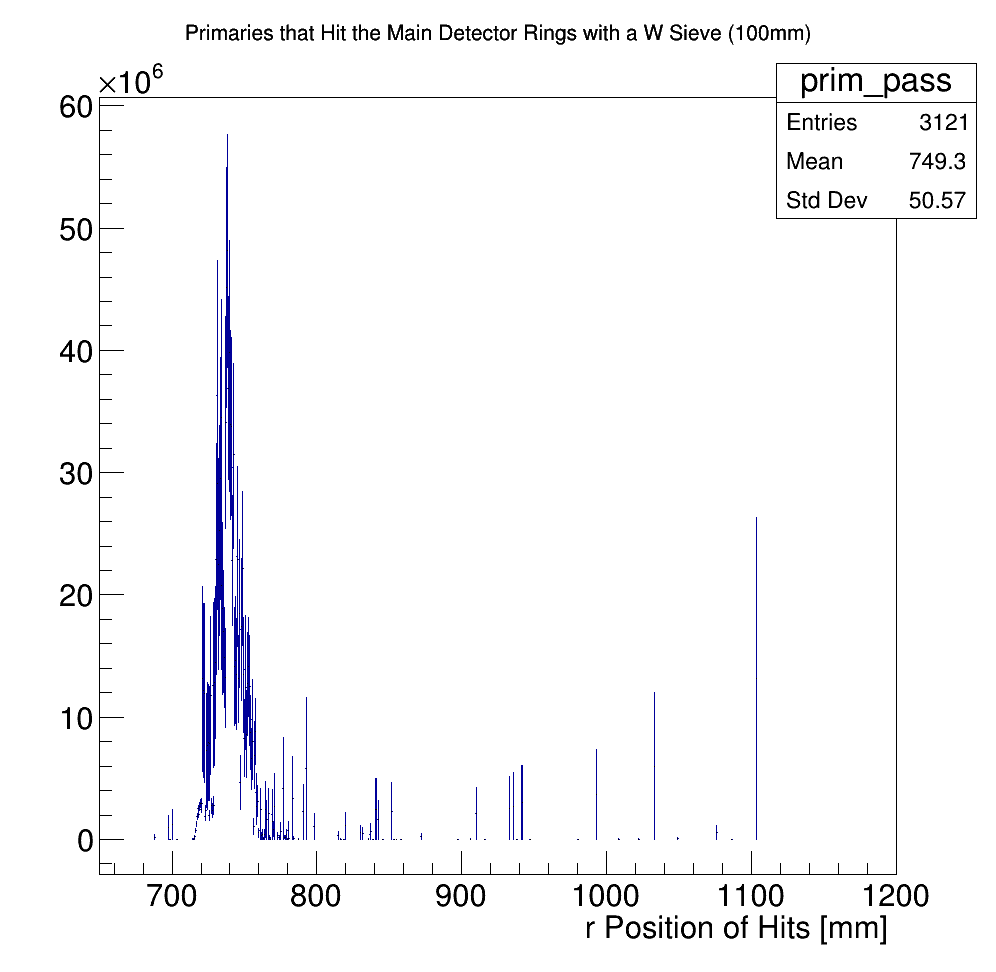 Primaries that Hit the Main Detector Rings with a W Sieve (100mm)
×10^6
prim_pass
Entries 3121
Mean 749.3
Std Dev 50.57
60
50
40
30
20
10
0
700 800 900 1000 1100 1200
r Position of Hits [mm]